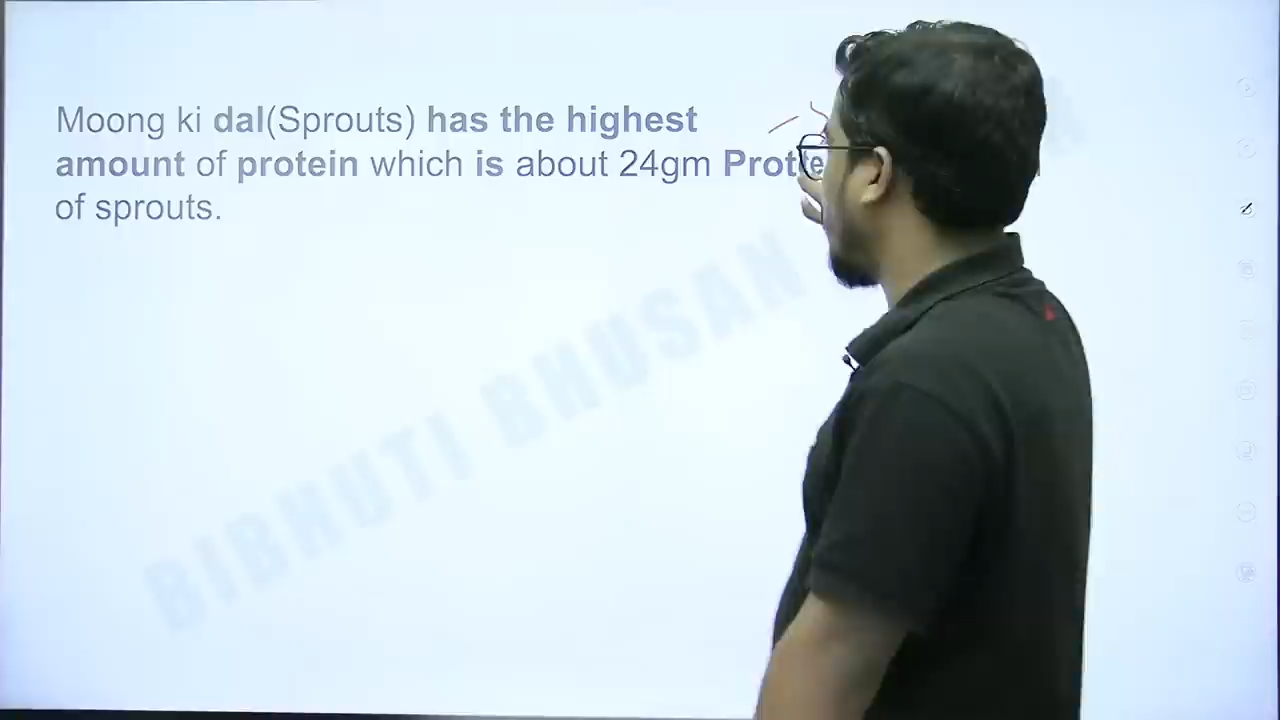 Moong ki dal(Sprouts) has the highest
amount of protein which is about 24gm
of sprouts.
BIBHUTI BHUSAN